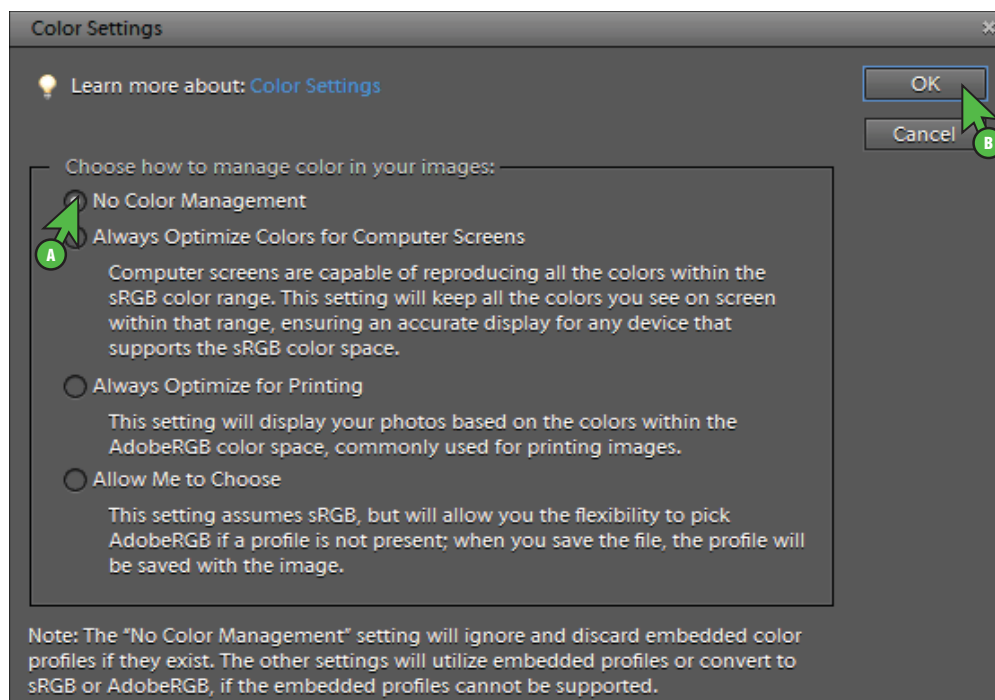 Color Settings
Learn more about: Color Settings
OK
Cancel
Choose how to manage color in your images:
No Color Management
A
B
Always Optimize Colors for Computer Screens
Computer screens are capable of reproducing all the colors within the
sRGB color range. This setting will keep all the colors you see on screen
within that range, ensuring an accurate display for any device that
supports the sRGB color space.
Always Optimize for Printing
This setting will display your photos based on the colors within the
AdobeRGB color space, commonly used for printing images.
Allow Me to Choose
This setting assumes sRGB, but will allow you the flexibility to pick
AdobeRGB if a profile is not present; when you save the file, the profile will
be saved with the image.
Note: The “No Color Management” setting will ignore and discard embedded color
profiles if they exist. The other settings will utilize embedded profiles or convert to
sRGB or AdobeRGB, if the embedded profiles cannot be supported.